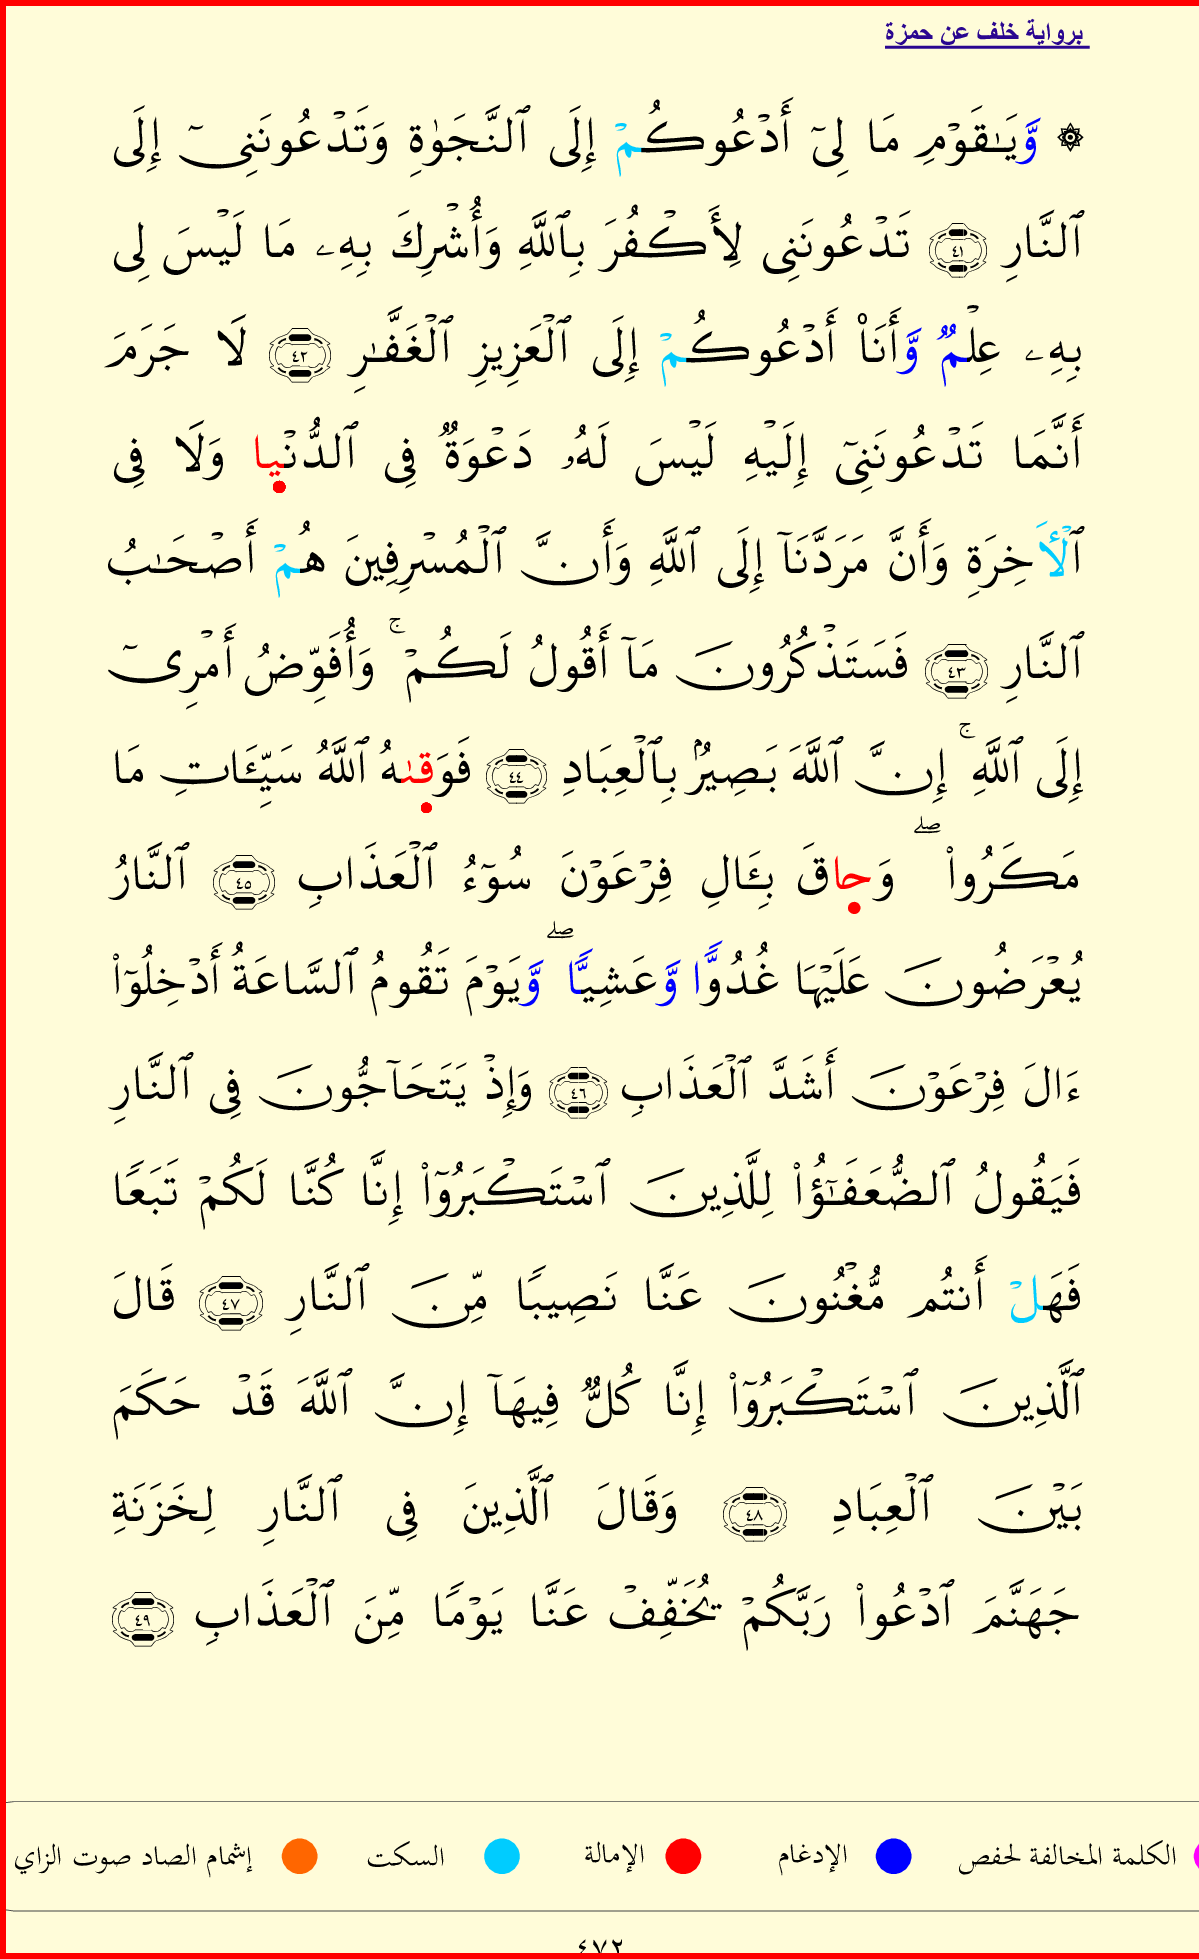 برواية خلف عن حمزة
۞ وَّيَـٰقَوۡمِ مَا لِيٓ أَدۡعُوكُمۡ إِلَى ٱلنَّجَوٰةِ وَتَدۡعُونَنِيٓ إِلَى
ٱلنَّارِ ٤١ تَدۡعُونَنِي لِأَكۡفُرَ بِٱللَّهِ وَأُشۡرِكَ بِهِۦ مَا لَيۡسَ لِي
بِهِۦ عِلۡمٌ وَّأَنَا۠ أَدۡعُوكُمۡ إِلَى ٱلۡعَزِيزِ ٱلۡغَفَّـٰرِ ٤٢ لَا جَرَمَ
أَنَّمَا تَدۡعُونَنِيٓ إِلَيۡهِ لَيۡسَ لَهُۥ دَعۡوَةٌ فِي ٱلدُّنۡيا وَلَا فِي
ٱلۡأَخِرَةِ وَأَنَّ مَرَدَّنَآ إِلَى ٱللَّهِ وَأَنَّ ٱلۡمُسۡرِفِينَ هُمۡ أَصۡحَـٰبُ
ٱلنَّارِ ٤٣ فَسَتَذۡكُرُونَ مَآ أَقُولُ لَكُمۡۚ وَأُفَوِّضُ أَمۡرِيٓ
إِلَى ٱللَّهِۚ إِنَّ ٱللَّهَ بَصِيرُۢ بِٱلۡعِبَادِ ٤٤ فَوَقىٰهُ ٱللَّهُ سَيِّـَٔاتِ مَا
مَكَرُوا۟ۖ وَحاقَ بِـَٔالِ فِرۡعَوۡنَ سُوٓءُ ٱلۡعَذَابِ ٤٥ ٱلنَّارُ
يُعۡرَضُونَ عَلَيۡهَا غُدُوًّا وَّعَشِيًّاۖ وَّيَوۡمَ تَقُومُ ٱلسَّاعَةُ أَدۡخِلُوٓا۟
ءَالَ فِرۡعَوۡنَ أَشَدَّ ٱلۡعَذَابِ ٤٦ وَإِذۡ يَتَحَآجُّونَ فِي ٱلنَّارِ
فَيَقُولُ ٱلضُّعَفَـٰٓؤُا۟ لِلَّذِينَ ٱسۡتَكۡبَرُوٓا۟ إِنَّا كُنَّا لَكُمۡ تَبَعًا
فَهَلۡ أَنتُم مُّغۡنُونَ عَنَّا نَصِيبًا مِّنَ ٱلنَّارِ ٤٧ قَالَ
ٱلَّذِينَ ٱسۡتَكۡبَرُوٓا۟ إِنَّا كُلٌّ فِيهَآ إِنَّ ٱللَّهَ قَدۡ حَكَمَ
بَيۡنَ ٱلۡعِبَادِ ٤٨ وَقَالَ ٱلَّذِينَ فِي ٱلنَّارِ لِخَزَنَةِ
جَهَنَّمَ ٱدۡعُوا۟ رَبَّكُمۡ يُخَفِّفۡ عَنَّا يَوۡمًا مِّنَ ٱلۡعَذَابِ ٤٩
الكلمة المخالفة لحفص الإدغام الإمالة السكت إشمام الصاد صوت الزاي
٤٧٢